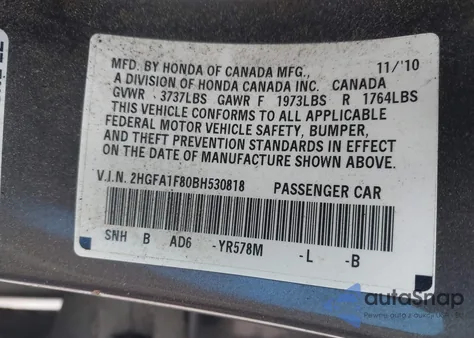 MFD. BY HONDA OF CANADA MFG., 11/'10
A DIVISION OF HONDA CANADA INC. CANADA
GVWR 3737LBS GAWR F 1973LBS R 1764LBS
THIS VEHICLE CONFORMS TO ALL APPLICABLE
FEDERAL MOTOR VEHICLE SAFETY, BUMPER,
AND THEFT PREVENTION STANDARDS IN EFFECT
ON THE DATE OF MANUFACTURE SHOWN ABOVE.
V.I.N. 2HGFA1F80BH530818 PASSENGER CAR
SNH B AD6 -YR578M -L -B
autoSnap